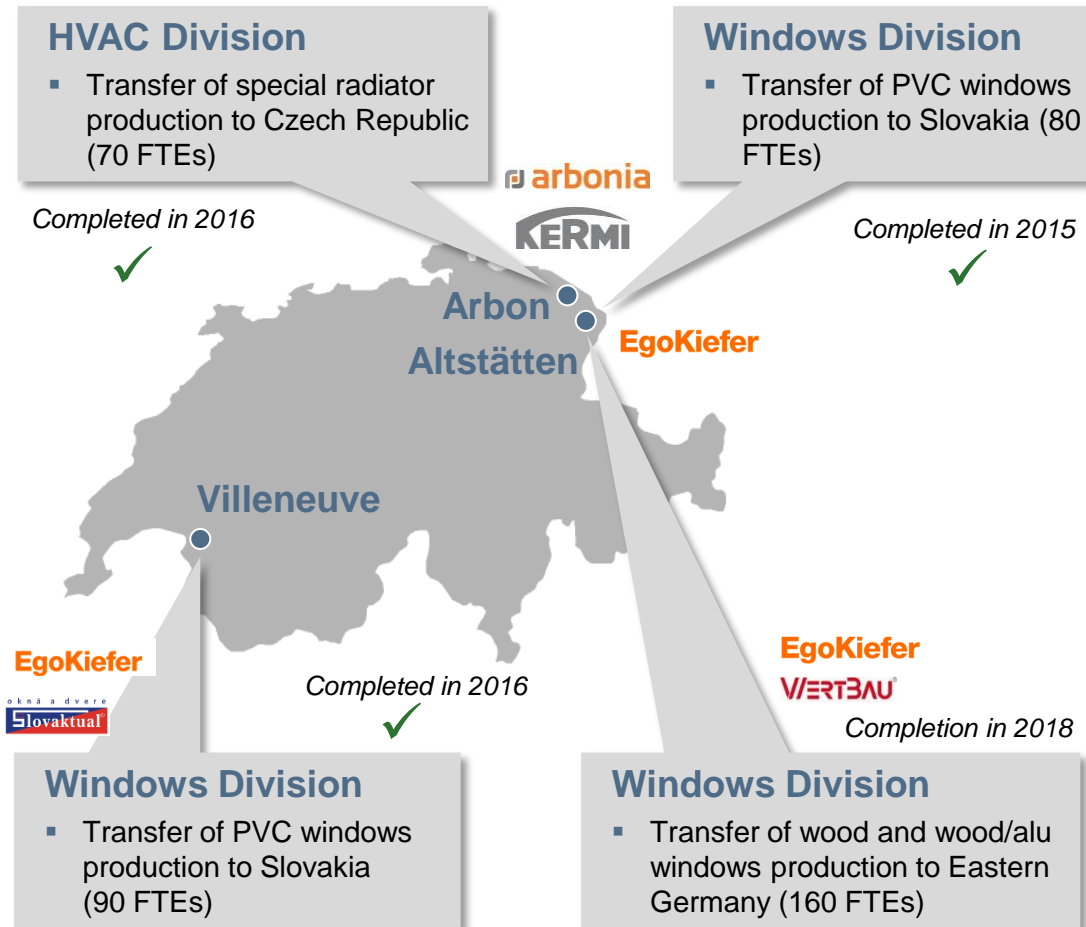 HVAC Division
▪ Transfer of special radiator
production to Czech Republic
(70 FTEs)
Windows Division
▪ Transfer of PVC windows
production to Slovakia (80
FTEs)
arbonia
KERMI
Completed in 2016
Completed in 2015
Arbon
Altstätten
EgoKiefer
Villeneuve
EgoKiefer
okná a dvere
Slovaktual
Completed in 2016
EgoKiefer
WERTBAU
Completion in 2018
Windows Division
▪ Transfer of PVC windows
production to Slovakia
(90 FTEs)
Windows Division
▪ Transfer of wood and wood/alu
windows production to Eastern
Germany (160 FTEs)